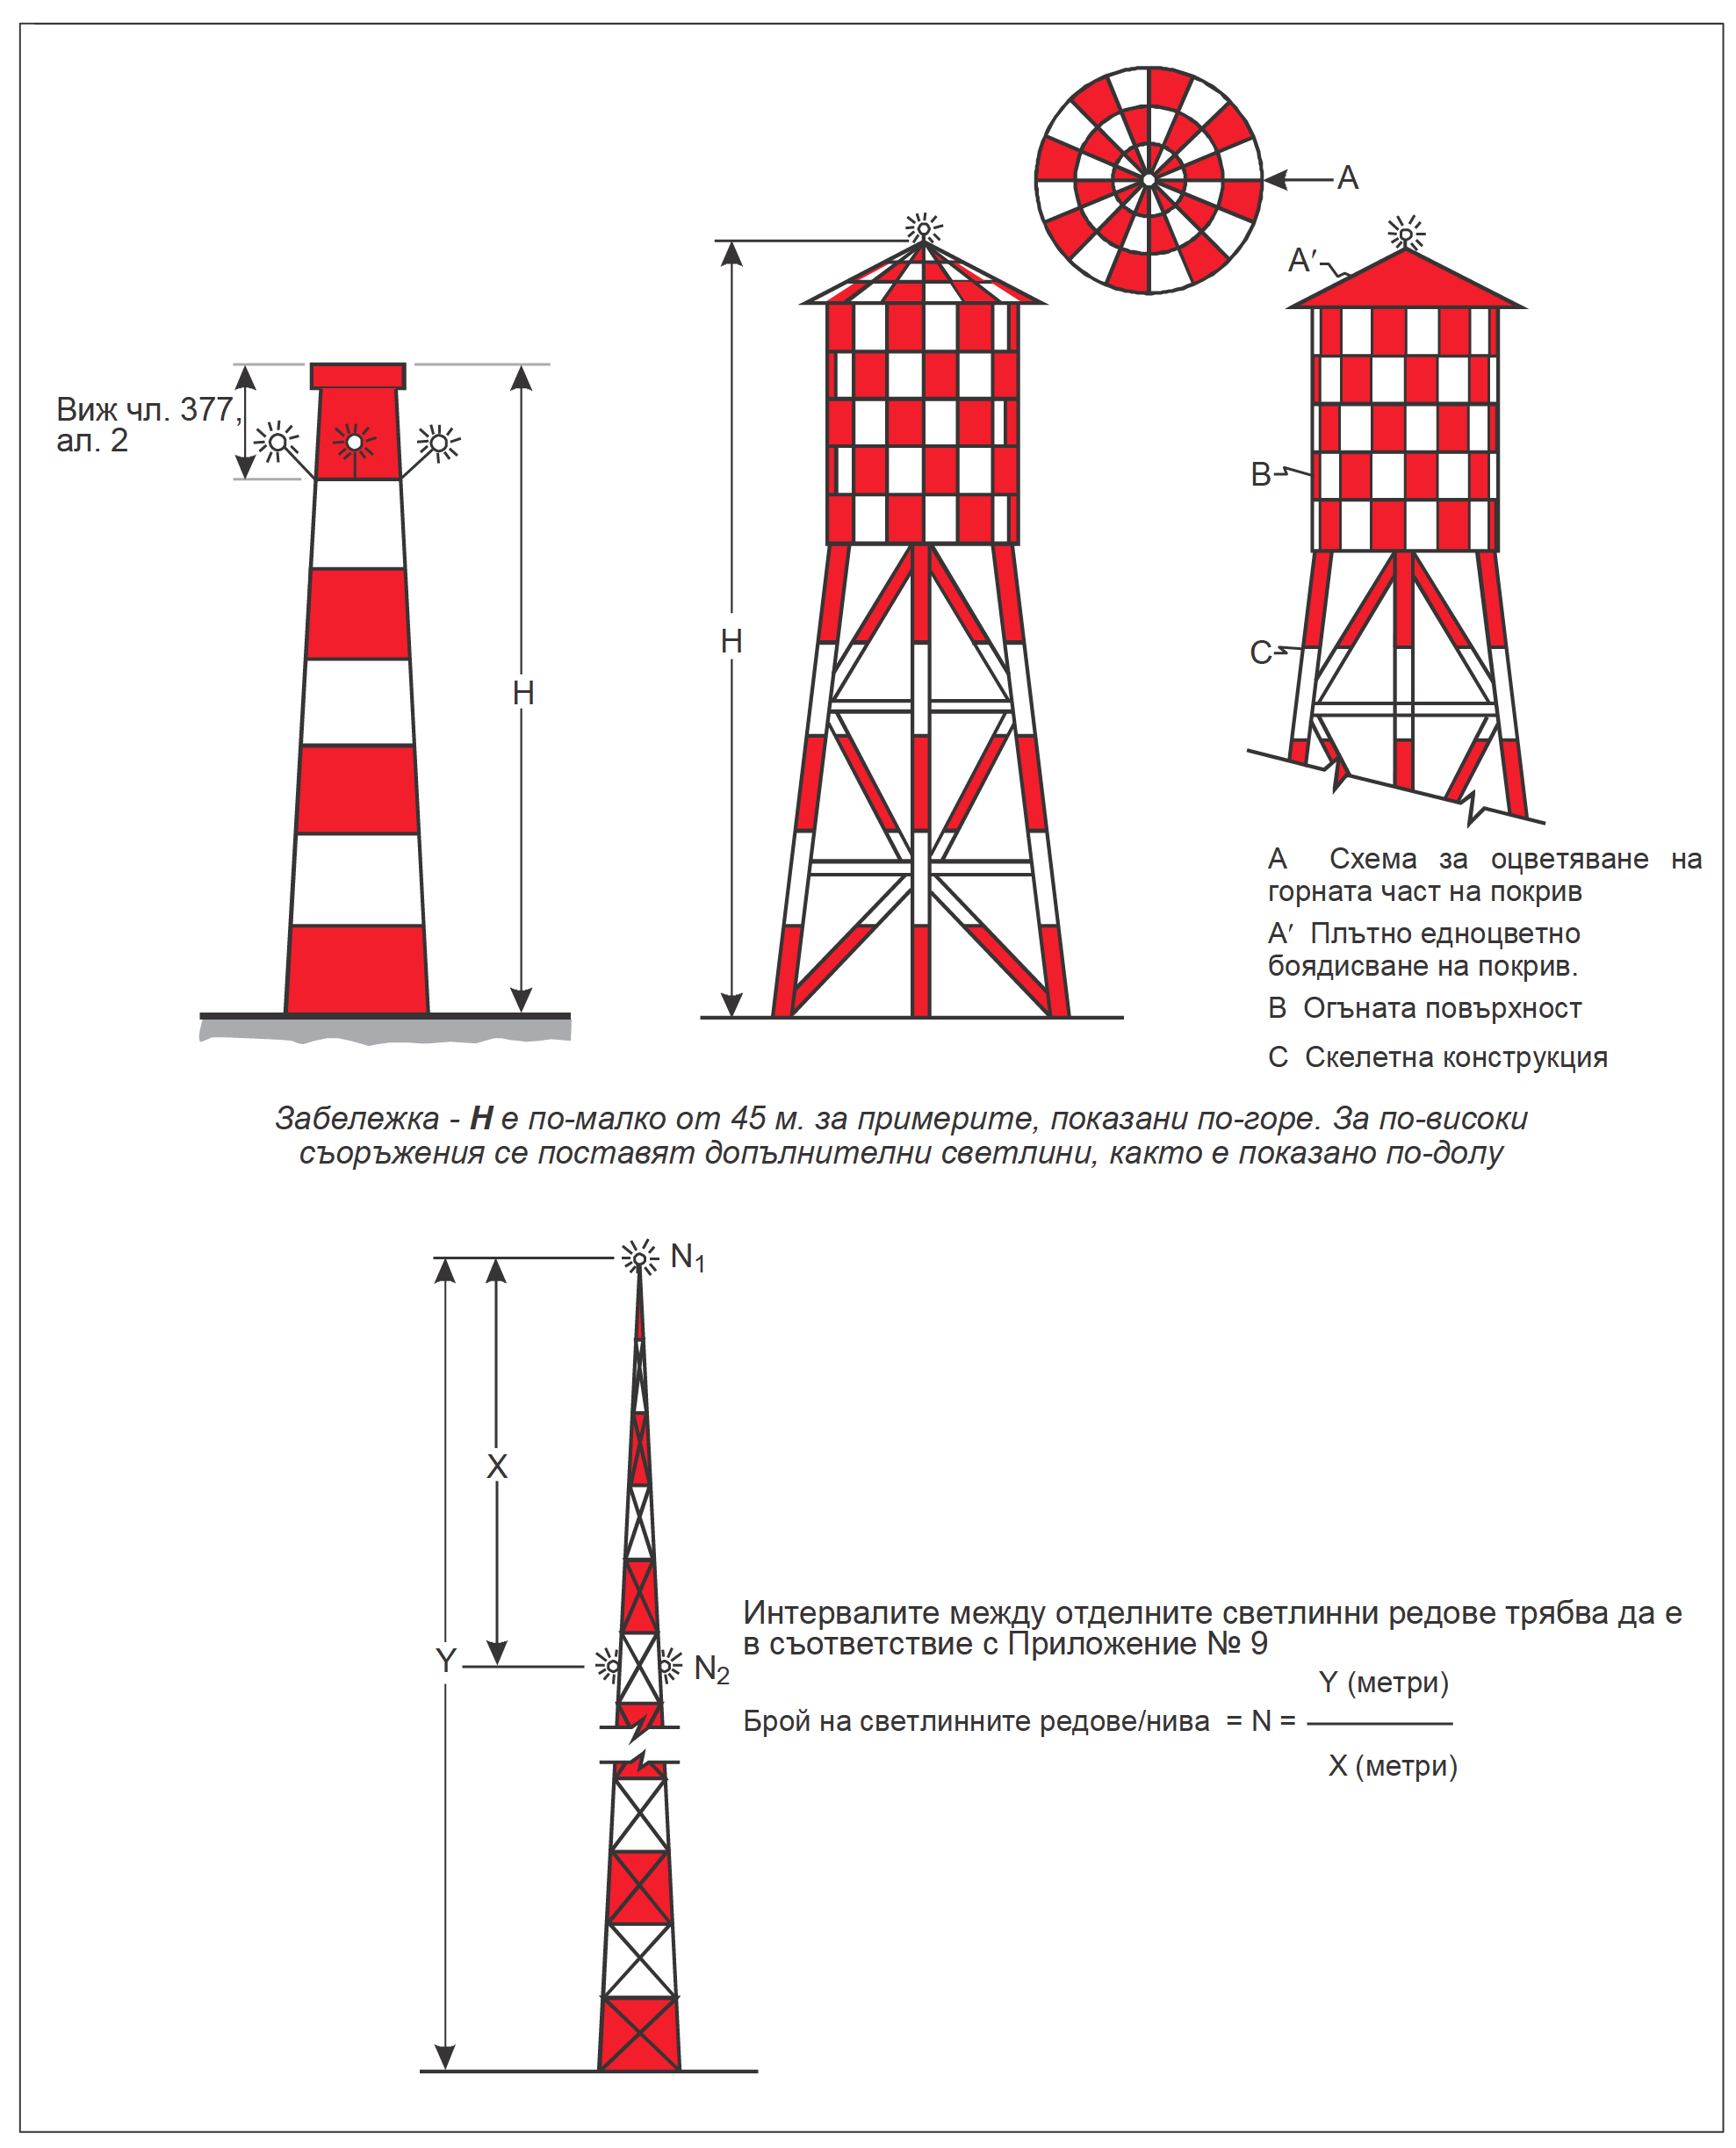 A
A′
Виж чл. 377,
ал. 2
B
H
C
H
A Схема за оцветяване на
горната част на покрив
A′ Плътно едноцветно
боядисване на покрив.
B Огъната повърхност
C Скелетна конструкция
Забележка - H е по-малко от 45 м. за примерите, показани по-горе. За по-високи
съоръжения се поставят допълнителни светлини, както е показано по-долу
N1
X
Интервалите между отделните светлинни редове трябва да е
в съответствие с Приложение № 9
Y
N2
Y (метри)
Брой на светлинните редове/нива = N =
X (метри)